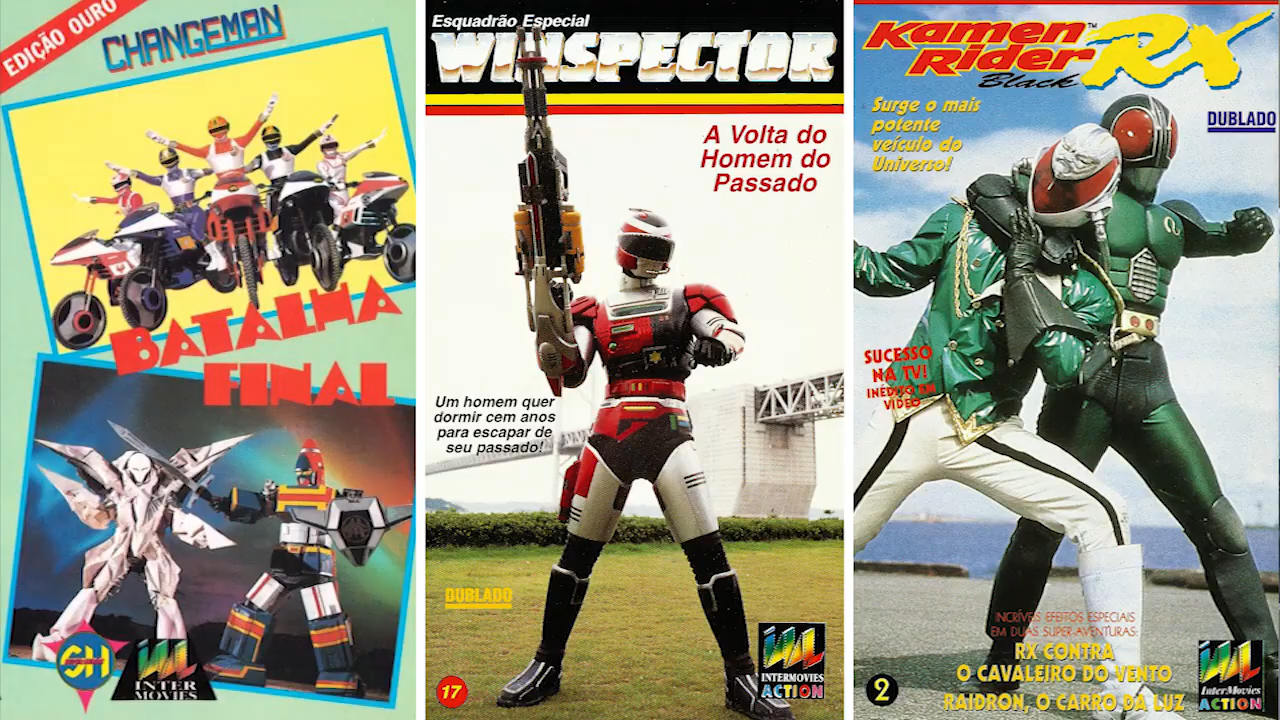 EDIÇÃO OURO
CHANGEMAN
BATALHA
FINAL
INTER
MOVIES
Esquadrão Especial
WINSPECTOR
A Volta do
Homem do
Passado
Um homem quer
dormir cem anos
para escapar de
seu passado!
DUBLADO
17
INTERMOVIES
ACTION
Kamen
Rider
Black
RX
TM
Surge o mais
potente
veículo do
Universo!
DUBLADO
SUCESSO
NA TV!
INÉDITO EM
VÍDEO
INCRÍVEIS EFEITOS ESPECIAIS
EM DUAS SUPER-AVENTURAS:
RX CONTRA
O CAVALEIRO DO VENTO
RAIDRON, O CARRO DA LUZ
2
InterMovies
ACTION